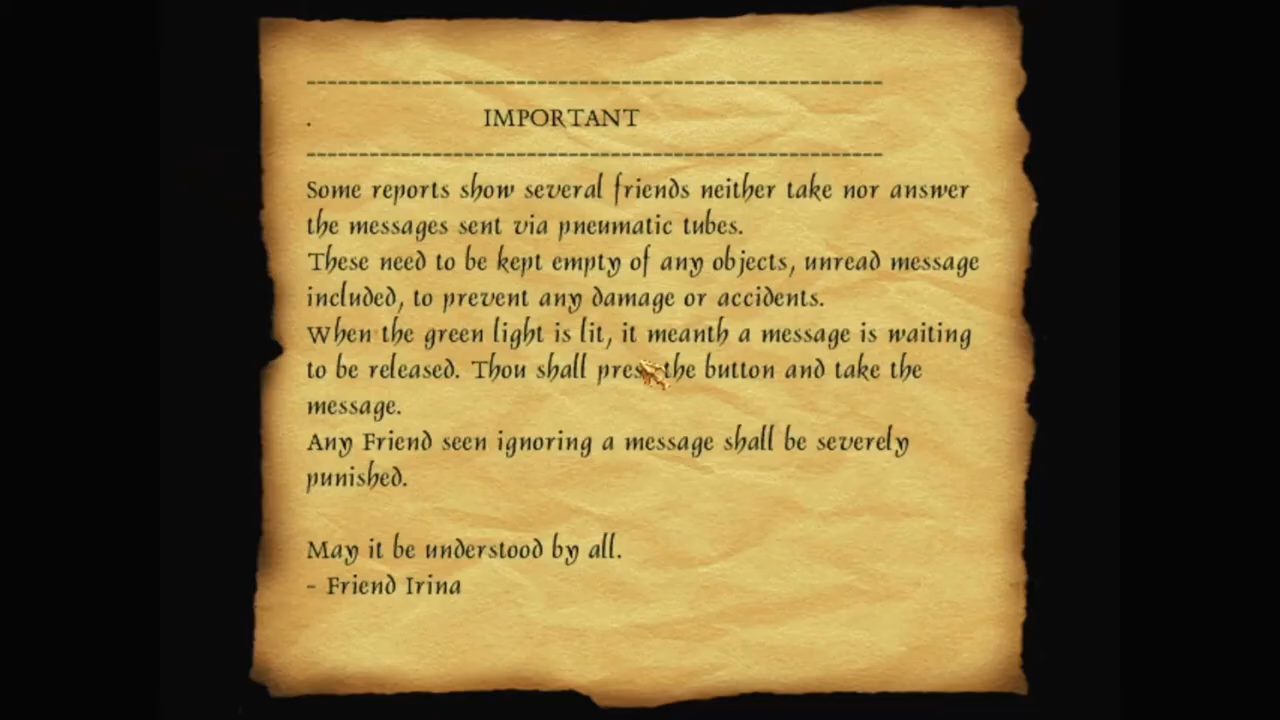 --------------------------------------------------------------------------------
. IMPORTANT
--------------------------------------------------------------------------------
Some reports show several friends neither take nor answer
the messages sent via pneumatic tubes.
These need to be kept empty of any objects, unread message
included, to prevent any damage or accidents.
When the green light is lit, it meanth a message is waiting
to be released. Thou shall press the button and take the
message.
Any Friend seen ignoring a message shall be severely
punished.
May it be understood by all.
- Friend Irina